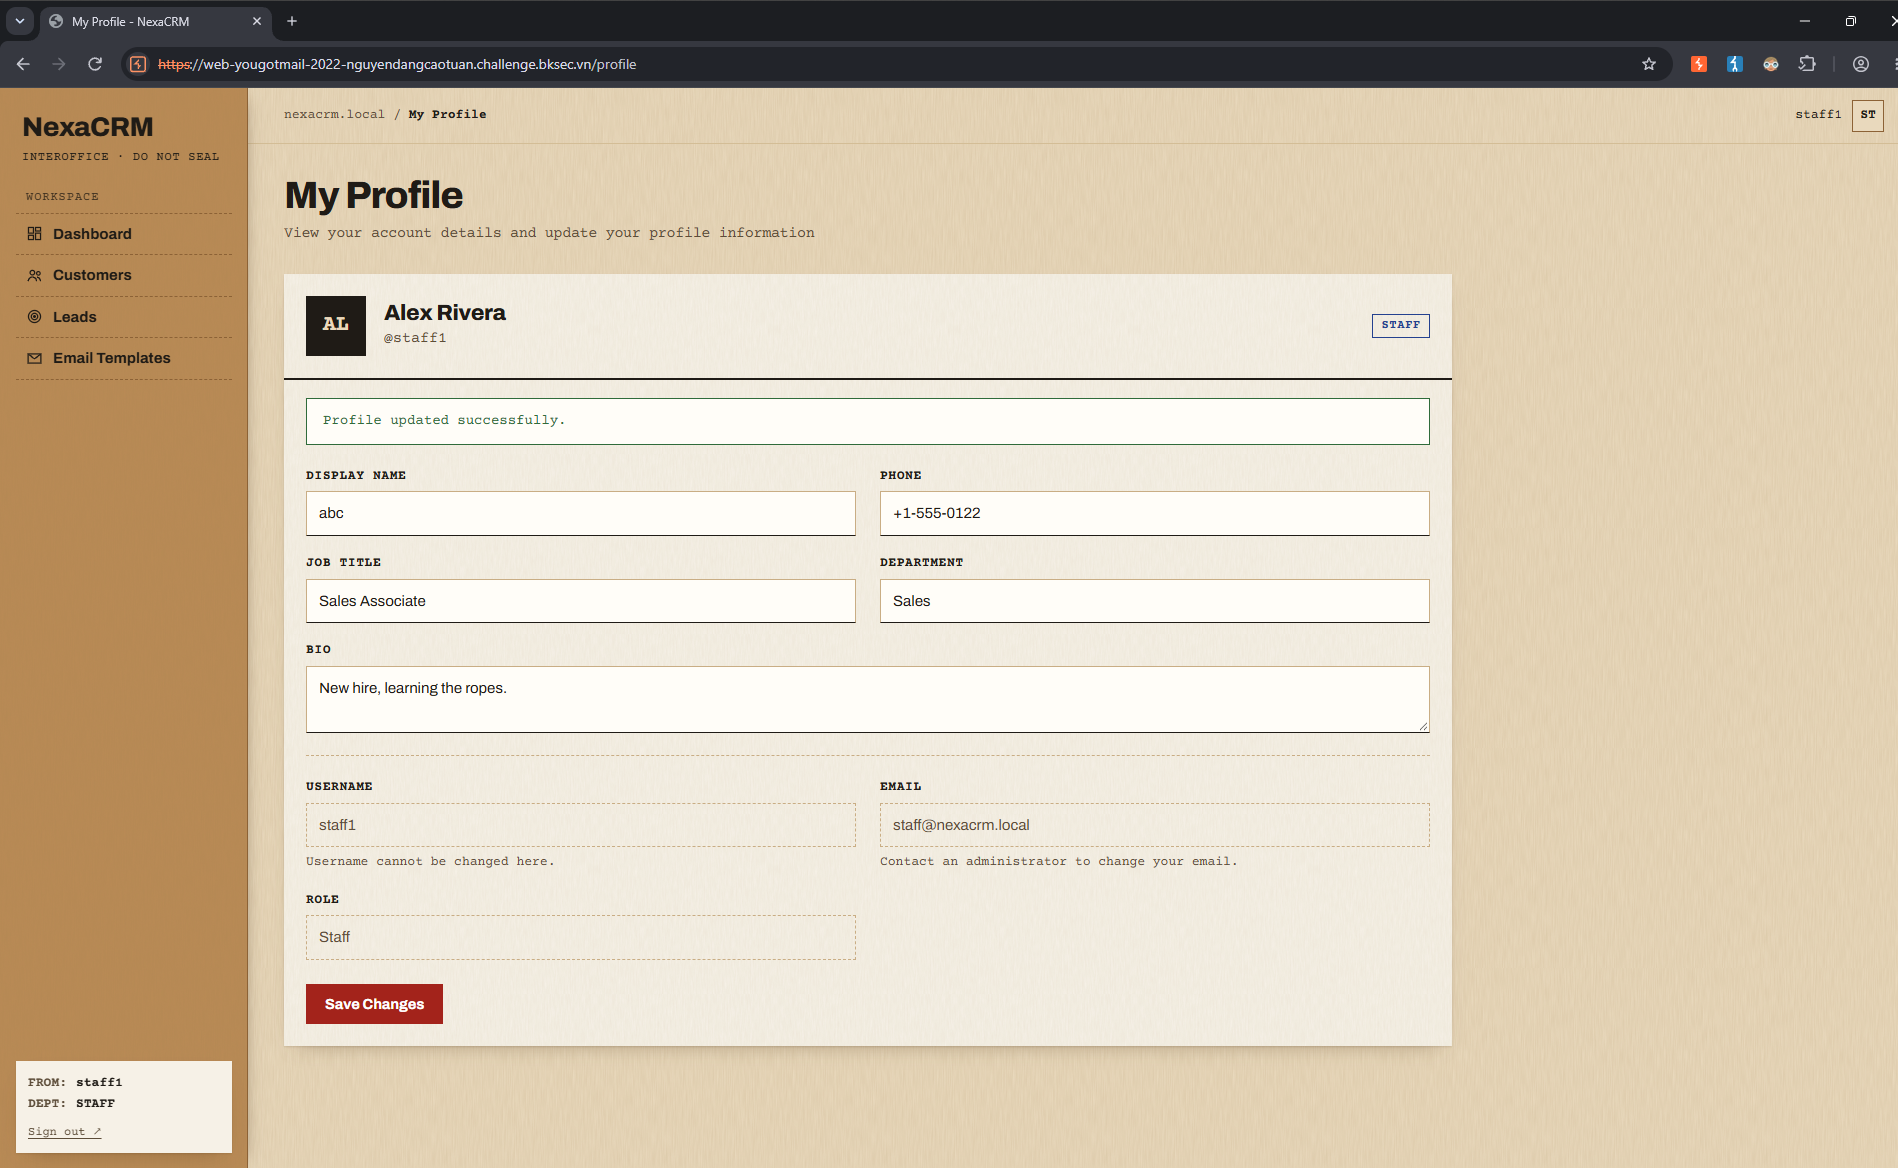 My Profile - NexaCRM
https://web-yougotmail-2022-nguyendangcaotuan.challenge.bksec.vn/profile
NexaCRM
INTEROFFICE · DO NOT SEAL
WORKSPACE
Dashboard
Customers
Leads
Email Templates
nexacrm.local / My Profile
staff1 ST
My Profile
View your account details and update your profile information
AL
Alex Rivera
@staff1
STAFF
Profile updated successfully.
DISPLAY NAME PHONE
abc +1-555-0122
JOB TITLE DEPARTMENT
Sales Associate Sales
BIO
New hire, learning the ropes.
USERNAME EMAIL
staff1 staff@nexacrm.local
Username cannot be changed here. Contact an administrator to change your email.
ROLE
Staff
Save Changes
FROM: staff1
DEPT: STAFF
Sign out ↗